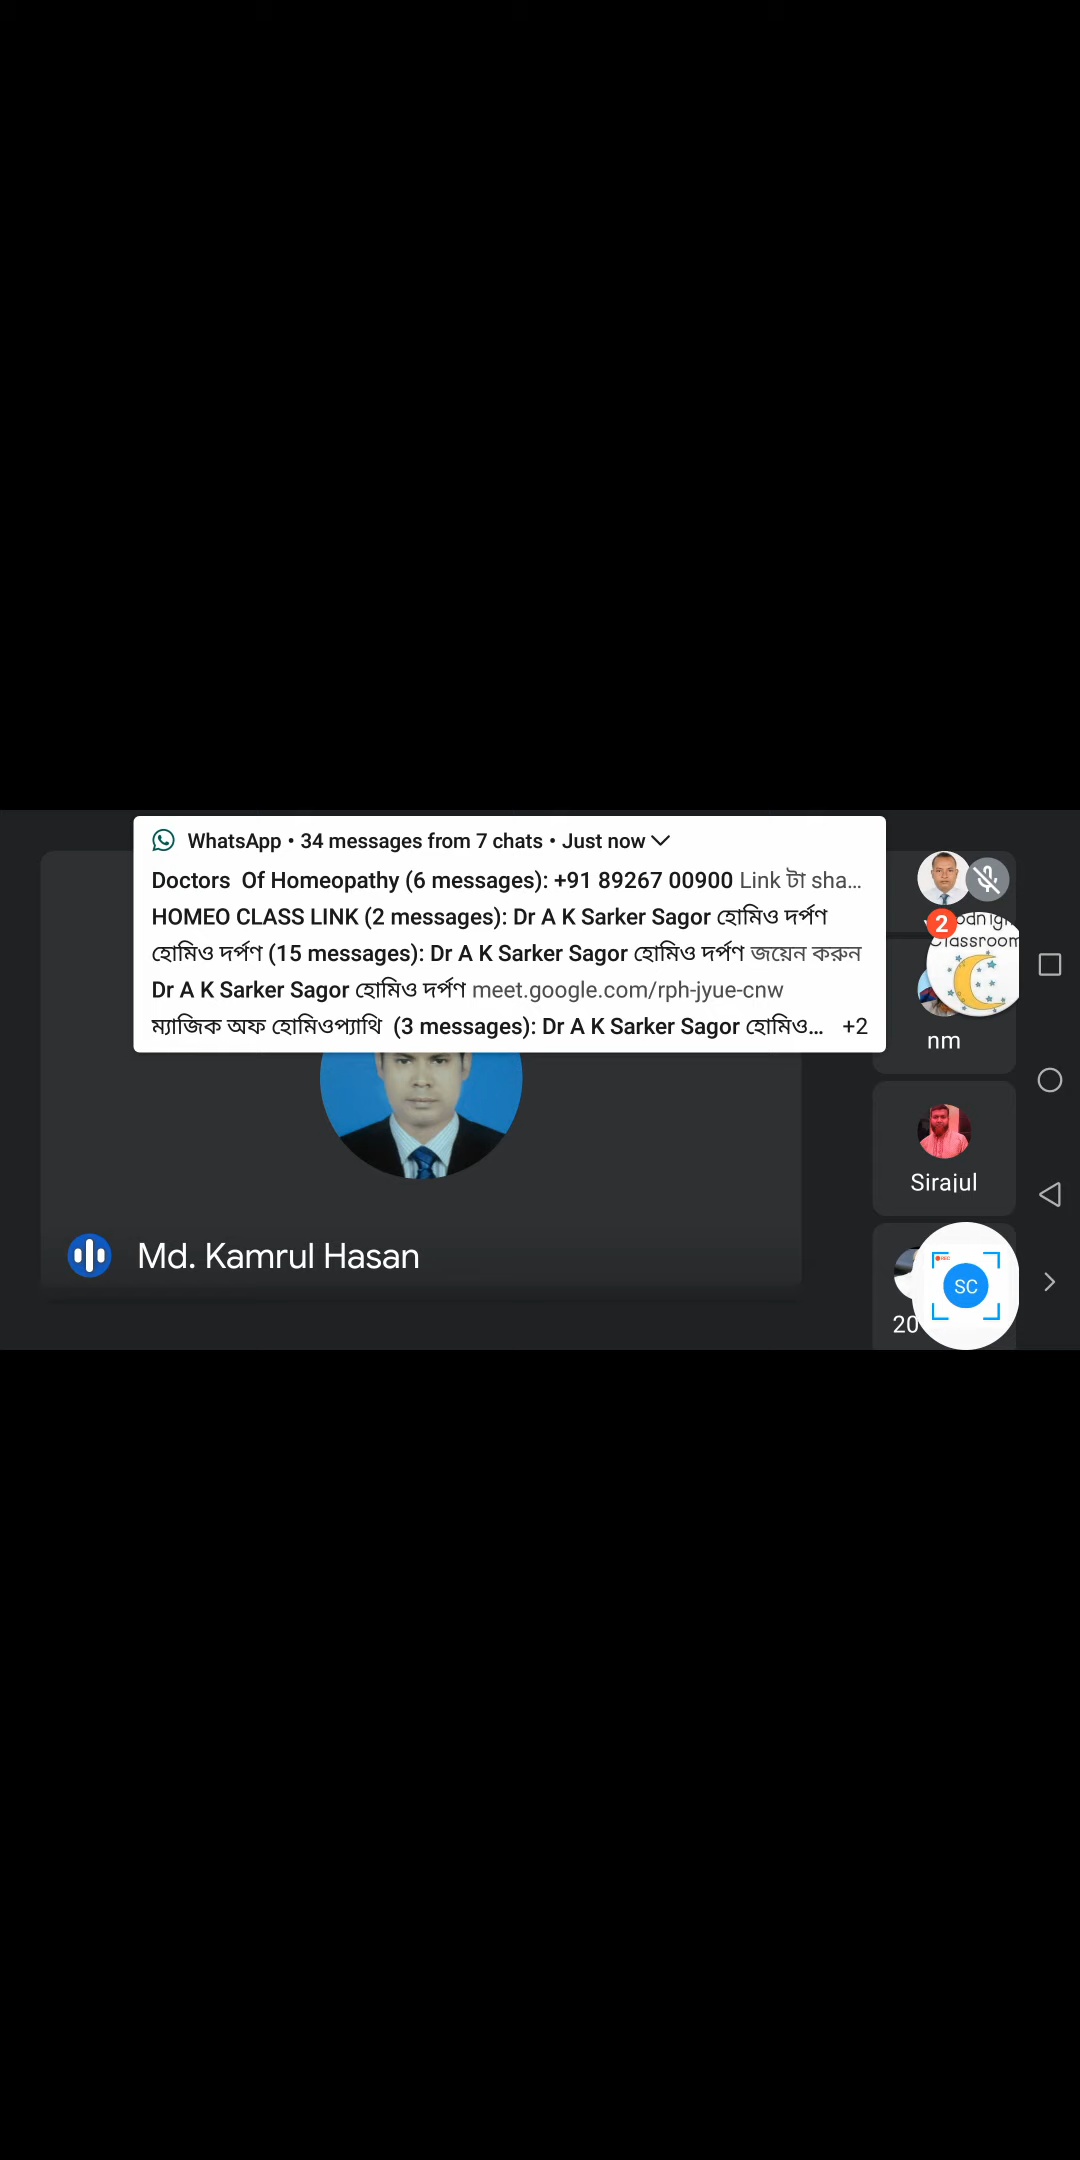 WhatsApp • 34 messages from 7 chats • Just now
Doctors Of Homeopathy (6 messages): +91 89267 00900 Link টা sha...
HOMEO CLASS LINK (2 messages): Dr A K Sarker Sagor হোমিও দর্পণ
হোমিও দর্পণ (15 messages): Dr A K Sarker Sagor হোমিও দর্পণ জয়েন করুন
Dr A K Sarker Sagor হোমিও দর্পণ meet.google.com/rph-jyue-cnw
ম্যাজিক অফ হোমিওপ্যাথি (3 messages): Dr A K Sarker Sagor হোমিও... +2
2
Classroom
nm
Sirajul
REC
SC
20
Md. Kamrul Hasan